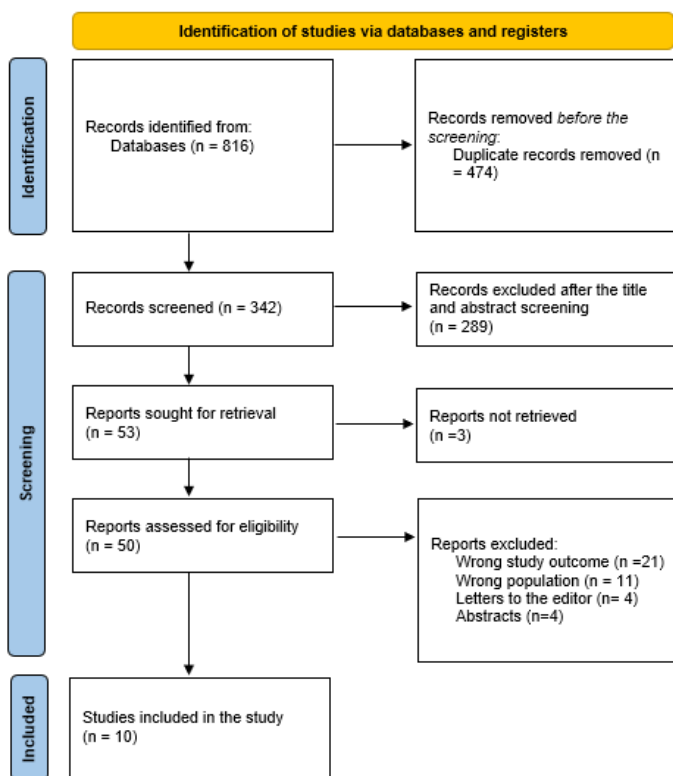 Identification of studies via databases and registers
Identification
Records identified from:
Databases (n = 816)
Records removed before the
screening:
Duplicate records removed (n
= 474)
Screening
Records screened (n = 342)
Records excluded after the title
and abstract screening
(n = 289)
Reports sought for retrieval
(n = 53)
Reports not retrieved
(n =3)
Reports assessed for eligibility
(n = 50)
Reports excluded:
Wrong study outcome (n =21)
Wrong population (n = 11)
Letters to the editor (n= 4)
Abstracts (n=4)
Included
Studies included in the study
(n = 10)